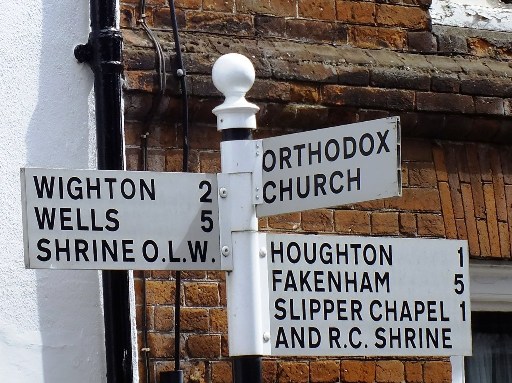 ORTHODOX
CHURCH
WIGHTON 2
WELLS 5
SHRINE O.L.W.
HOUGHTON 1
FAKENHAM 5
SLIPPER CHAPEL 1
AND R.C. SHRINE